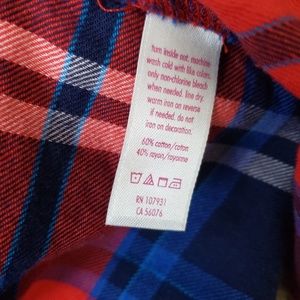 turn inside out. machine
wash cold with like colors.
only non-chlorine bleach
when needed. line dry.
warm iron on reverse
if needed. do not
iron on decoration.
60% cotton/coton
40% rayon/rayonne
RN 107931
CA 56076